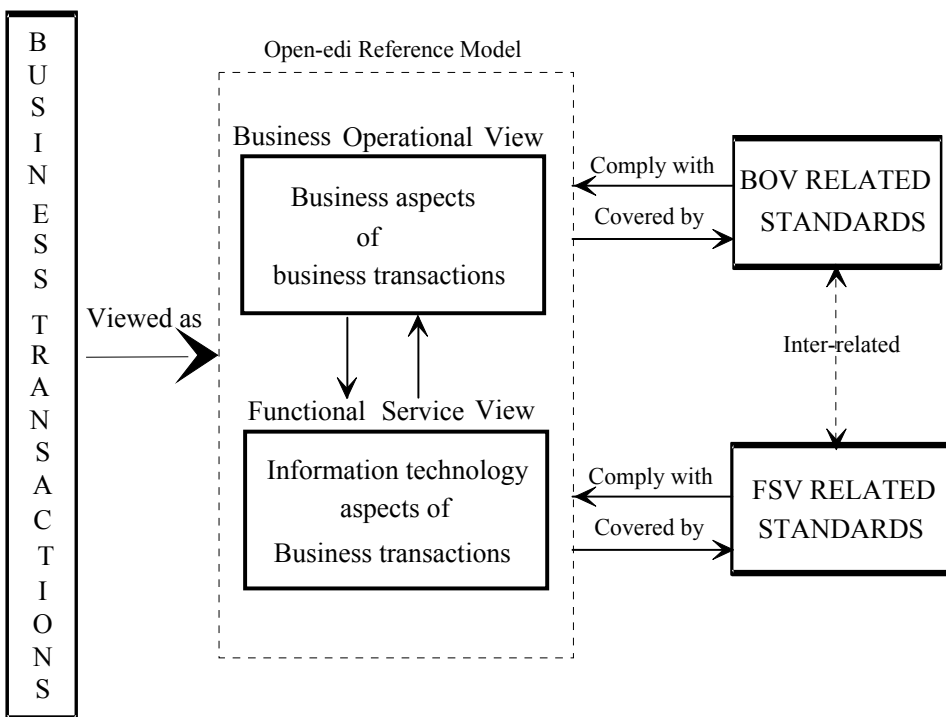 BUSINESS TRANSACTIONS
Open-edi Reference Model
Viewed as
Business Operational View
Business aspects
of
business transactions
Functional Service View
Information technology
aspects of
Business transactions
Comply with
Covered by
BOV RELATED
STANDARDS
Inter-related
Comply with
Covered by
FSV RELATED
STANDARDS